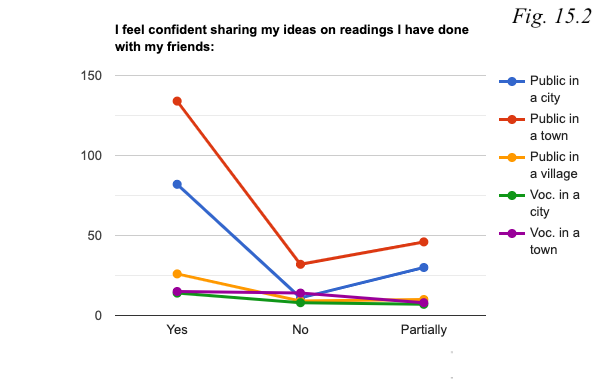 Fig. 15.2
I feel confident sharing my ideas on readings I have done
with my friends:
150
100
50
0
Yes
No
Partially
Public in
a city
Public in
a town
Public in
a village
Voc. in a
city
Voc. in a
town